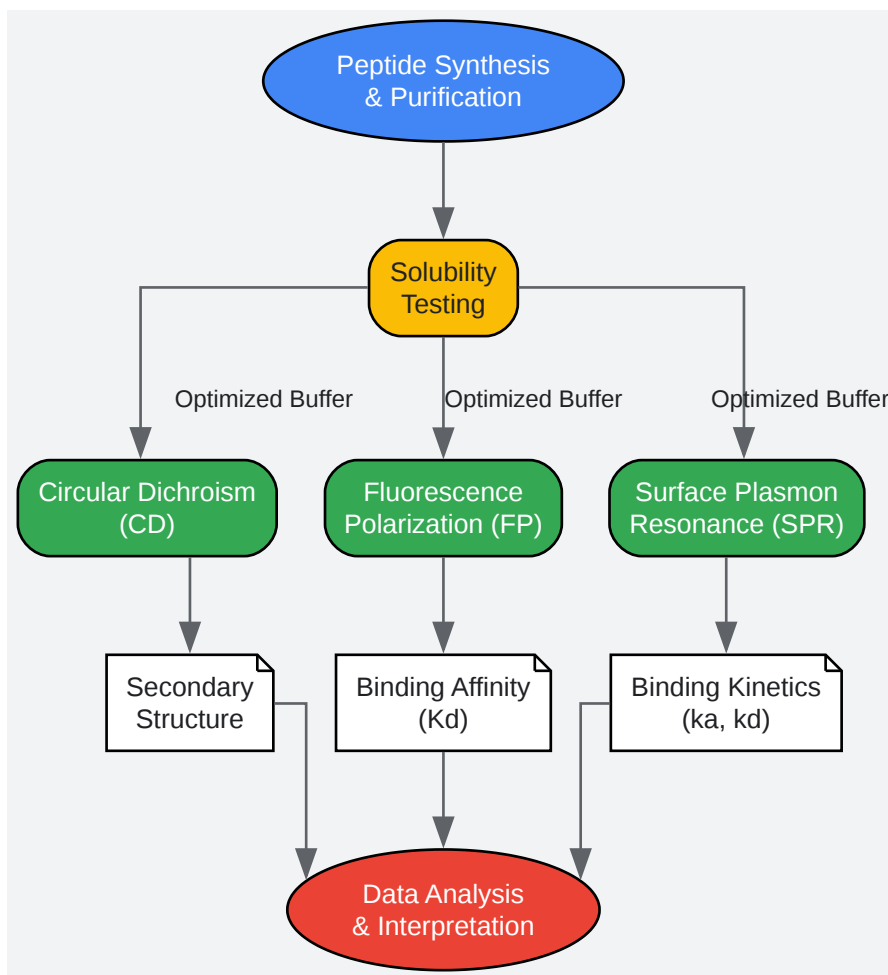 Peptide Synthesis
& Purification
Solubility
Testing
Optimized Buffer
Optimized Buffer
Optimized Buffer
Circular Dichroism
(CD)
Fluorescence
Polarization (FP)
Surface Plasmon
Resonance (SPR)
Secondary
Structure
Binding Affinity
(Kd)
Binding Kinetics
(ka, kd)
Data Analysis
& Interpretation